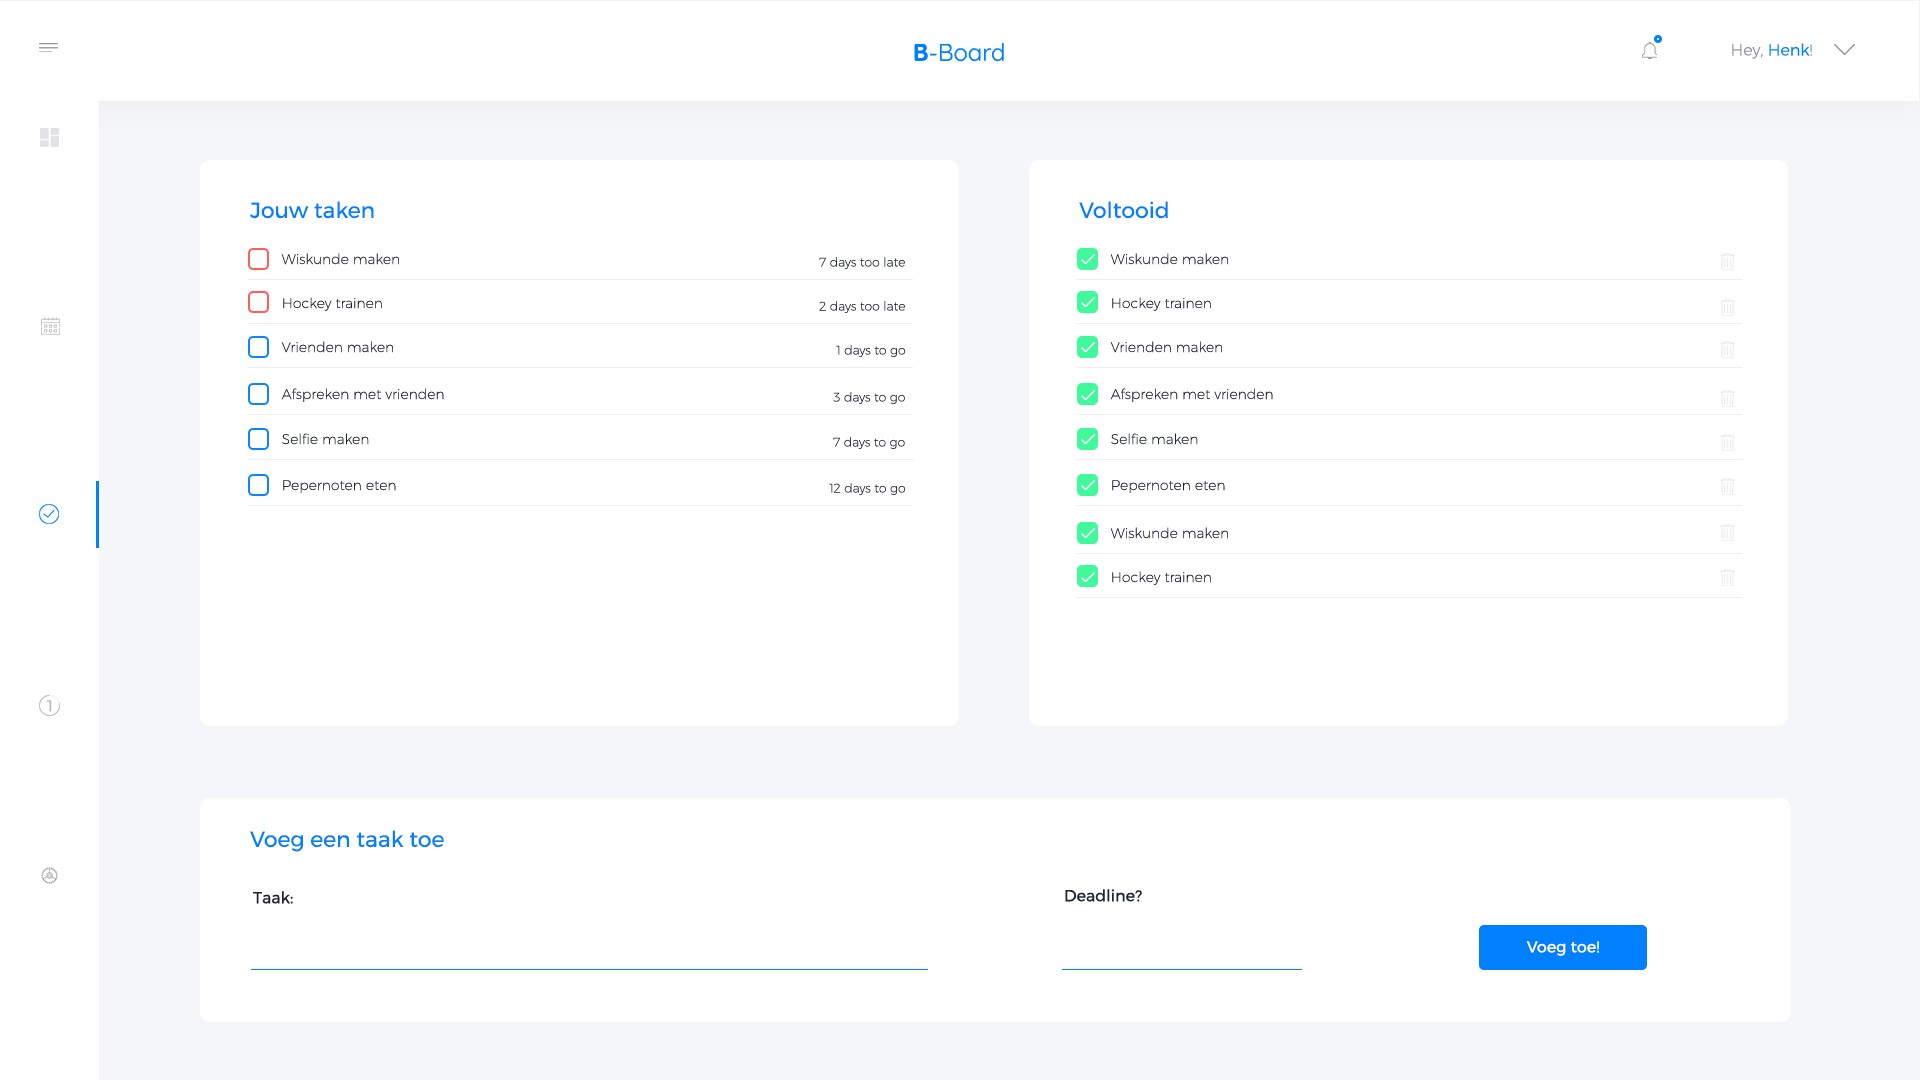 B-Board
Hey, Henk!
Jouw taken
Wiskunde maken 7 days too late
Hockey trainen 2 days too late
Vrienden maken 1 days to go
Afspreken met vrienden 3 days to go
Selfie maken 7 days to go
Pepernoten eten 12 days to go
Voltooid
Wiskunde maken
Hockey trainen
Vrienden maken
Afspreken met vrienden
Selfie maken
Pepernoten eten
Wiskunde maken
Hockey trainen
1
Voeg een taak toe
Taak:
Deadline?
Voeg toe!